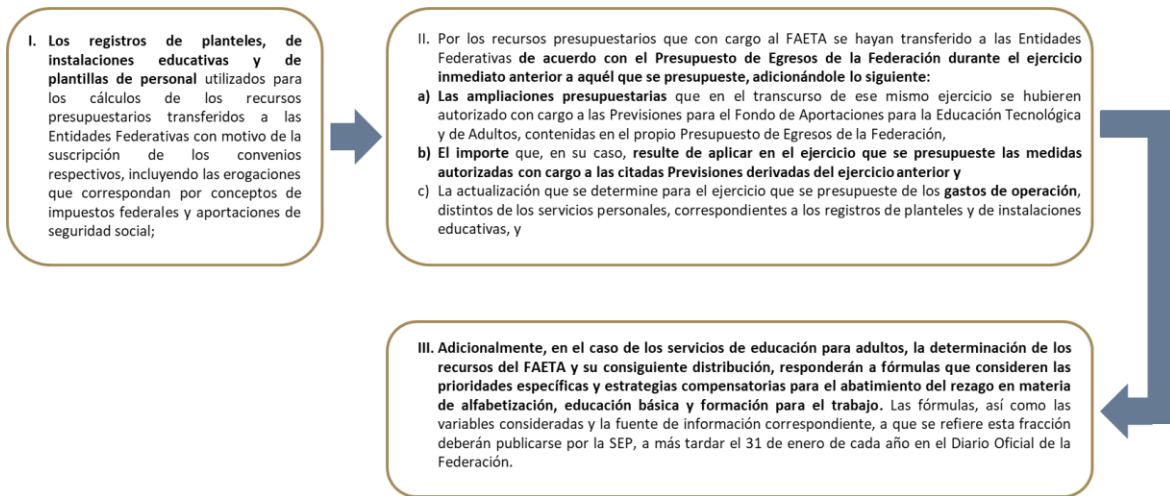 I. Los registros de planteles, de
instalaciones educativas y de
plantillas de personal utilizados para
los cálculos de los recursos
presupuestarios transferidos a las
Entidades Federativas con motivo de la
suscripción de los convenios
respectivos, incluyendo las erogaciones
que correspondan por conceptos de
impuestos federales y aportaciones de
seguridad social;
II. Por los recursos presupuestarios que con cargo al FAETA se hayan transferido a las Entidades
Federativas de acuerdo con el Presupuesto de Egresos de la Federación durante el ejercicio
inmediato anterior a aquél que se presupueste, adicionándole lo siguiente:
a) Las ampliaciones presupuestarias que en el transcurso de ese mismo ejercicio se hubieren
autorizado con cargo a las Previsiones para el Fondo de Aportaciones para la Educación Tecnológica
y de Adultos, contenidas en el propio Presupuesto de Egresos de la Federación,
b) El importe que, en su caso, resulte de aplicar en el ejercicio que se presupueste las medidas
autorizadas con cargo a las citadas Previsiones derivadas del ejercicio anterior y
c) La actualización que se determine para el ejercicio que se presupueste de los gastos de operación,
distintos de los servicios personales, correspondientes a los registros de planteles y de instalaciones
educativas, y
III. Adicionalmente, en el caso de los servicios de educación para adultos, la determinación de los
recursos del FAETA y su consiguiente distribución, responderán a fórmulas que consideren las
prioridades específicas y estrategias compensatorias para el abatimiento del rezago en materia
de alfabetización, educación básica y formación para el trabajo. Las fórmulas, así como las
variables consideradas y la fuente de información correspondiente, a que se refiere esta fracción
deberán publicarse por la SEP, a más tardar el 31 de enero de cada año en el Diario Oficial de la
Federación.